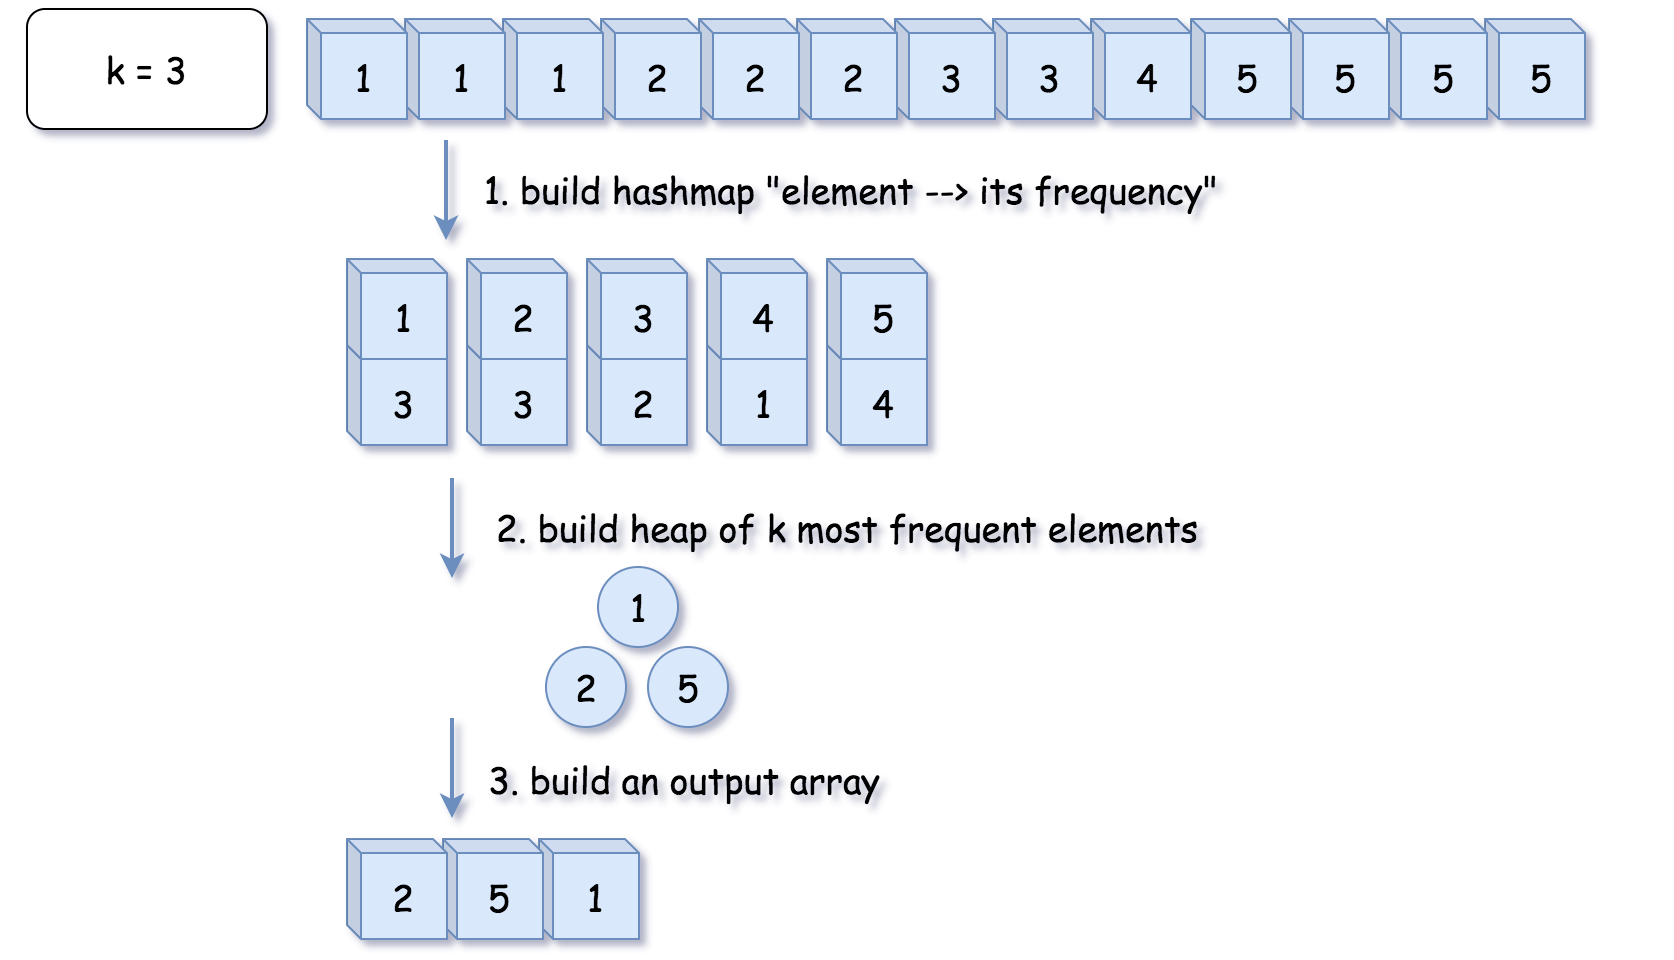 k = 3
1 1 1 2 2 2 3 3 4 5 5 5 5
1. build hashmap "element --> its frequency"
1 2 3 4 5
3 3 2 1 4
2. build heap of k most frequent elements
1
2 5
3. build an output array
2 5 1